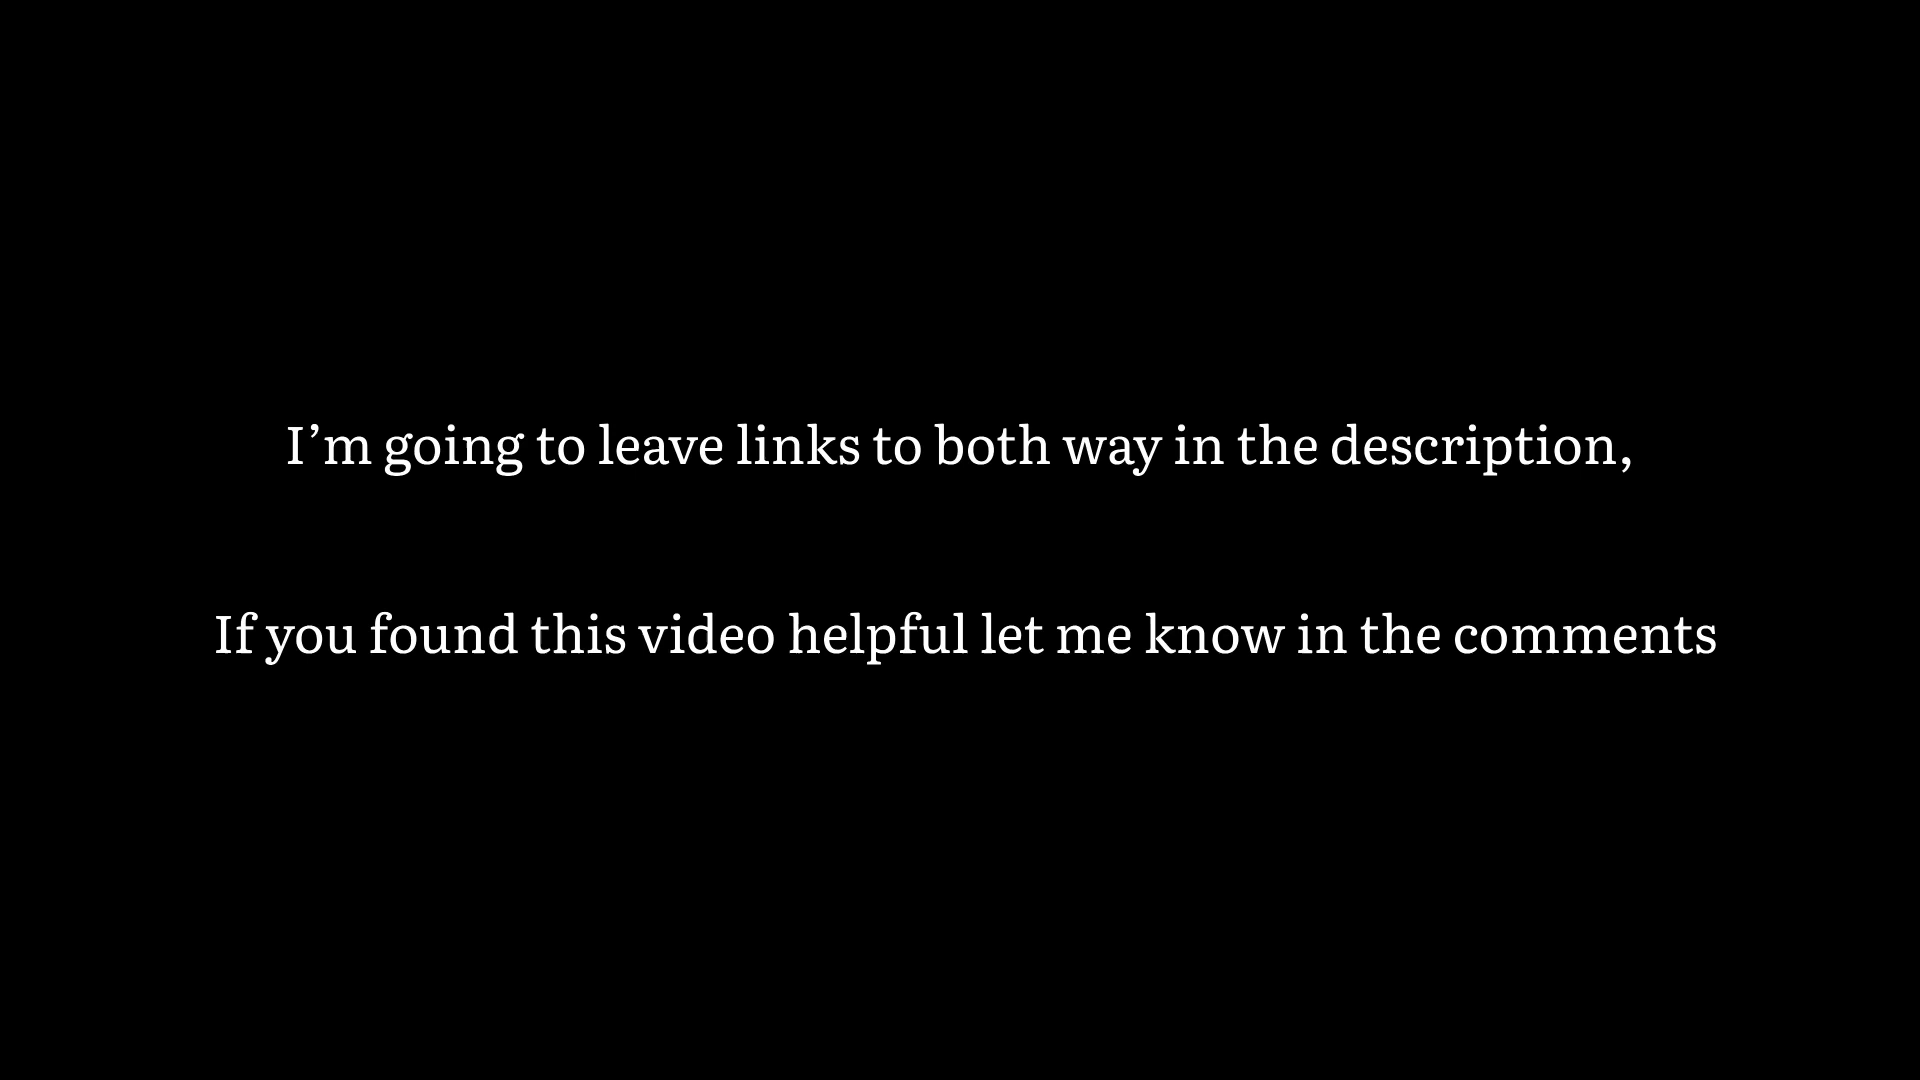 I’m going to leave links to both way in the description,
If you found this video helpful let me know in the comments